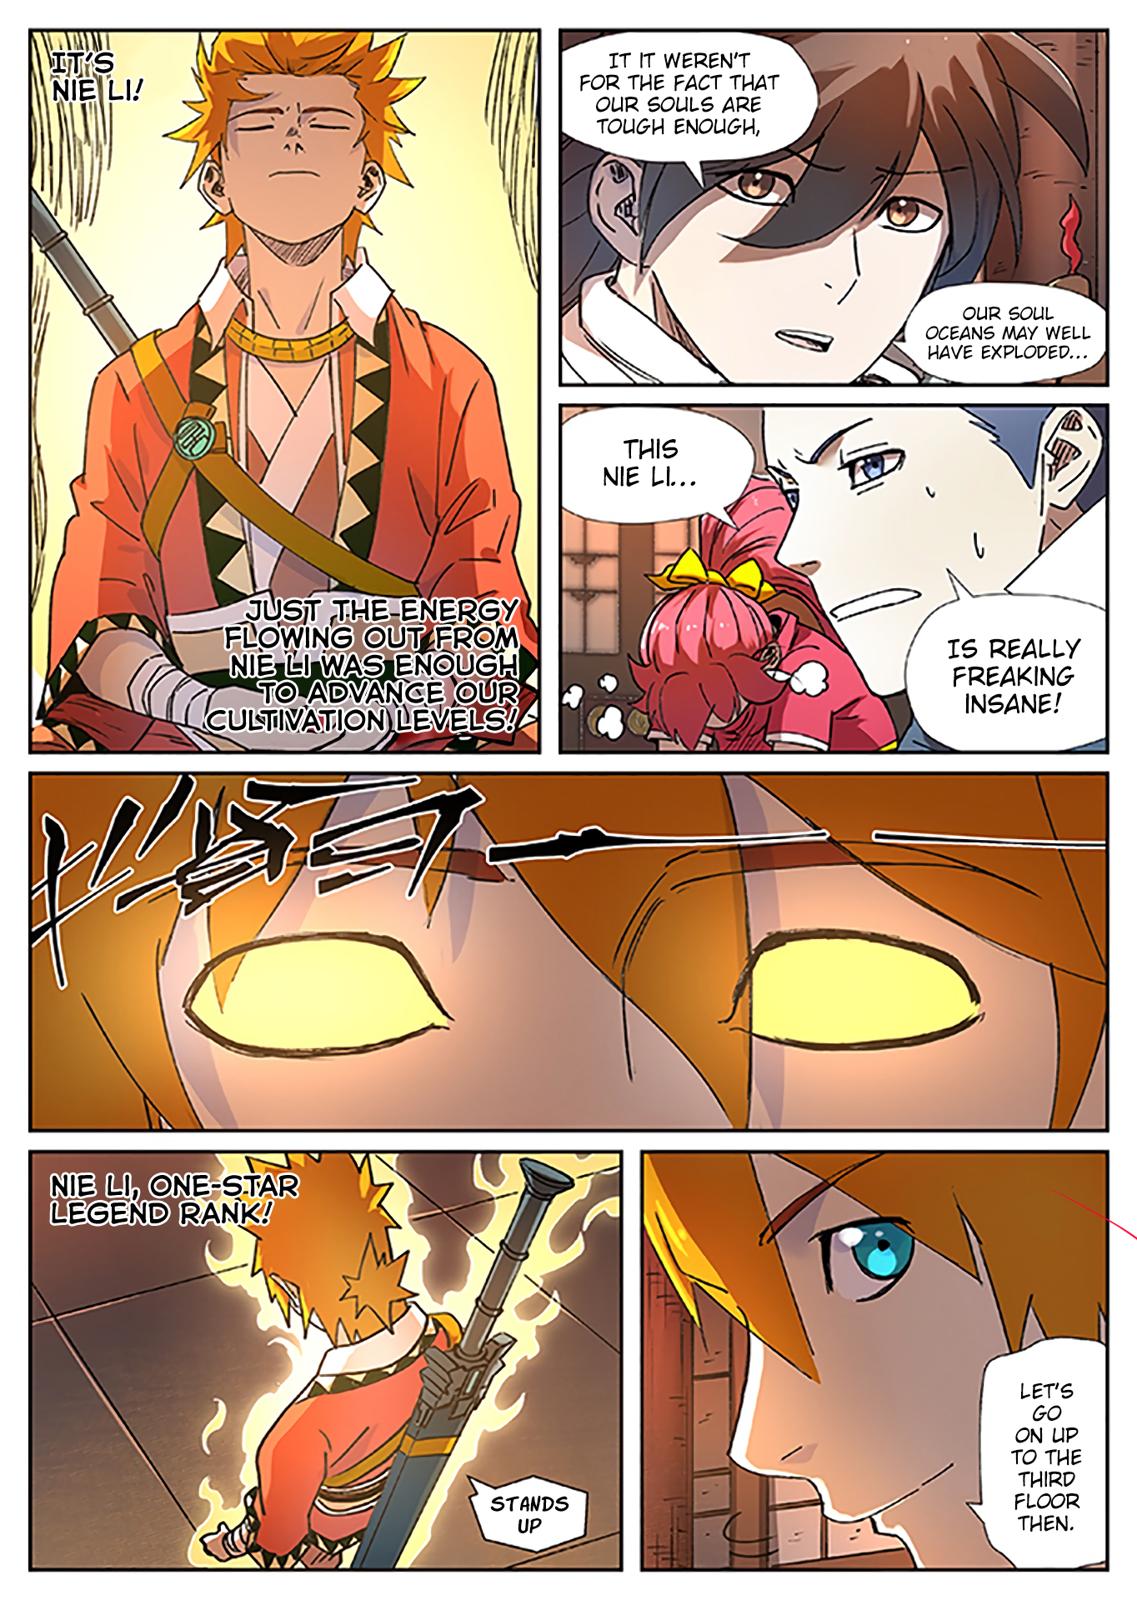 IT'S
NIE LI!
JUST THE ENERGY
FLOWING OUT FROM
NIE LI WAS ENOUGH
TO ADVANCE OUR
CULTIVATION LEVELS!
IT IT WEREN'T
FOR THE FACT THAT
OUR SOULS ARE
TOUGH ENOUGH,
OUR SOUL
OCEANS MAY WELL
HAVE EXPLODED...
THIS
NIE LI...
IS REALLY
FREAKING
INSANE!
NIE LI, ONE-STAR
LEGEND RANK!
STANDS
UP
LET'S
GO
ON UP
TO THE
THIRD
FLOOR
THEN.